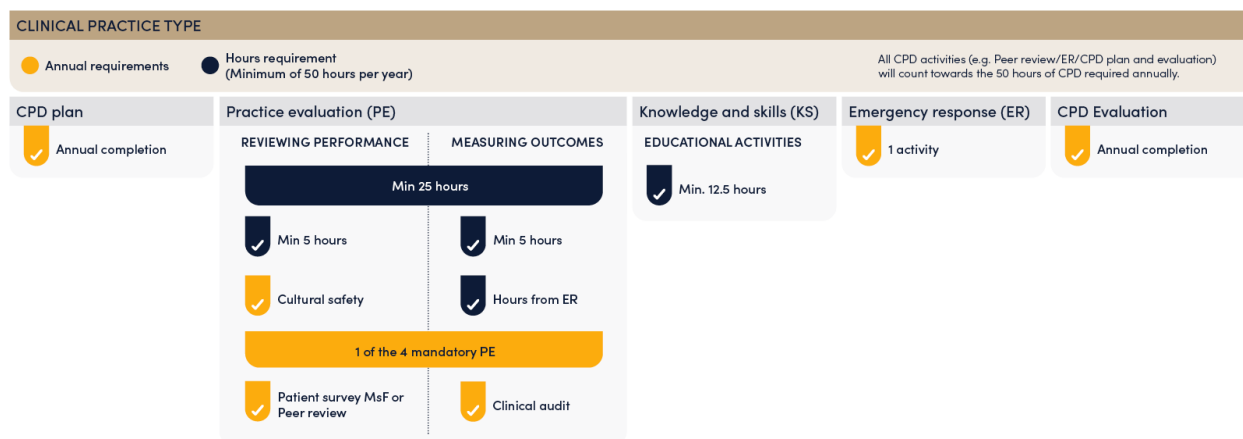 CLINICAL PRACTICE TYPE
Annual requirements
Hours requirement
(Minimum of 50 hours per year)
All CPD activities (e.g. Peer review/ER/CPD plan and evaluation)
will count towards the 50 hours of CPD required annually.
CPD plan
Annual completion
Practice evaluation (PE)
REVIEWING PERFORMANCE
MEASURING OUTCOMES
Min 25 hours
Min 5 hours
Min 5 hours
Cultural safety
Hours from ER
1 of the 4 mandatory PE
Patient survey MsF or
Peer review
Clinical audit
Knowledge and skills (KS)
EDUCATIONAL ACTIVITIES
Min. 12.5 hours
Emergency response (ER)
1 activity
CPD Evaluation
Annual completion